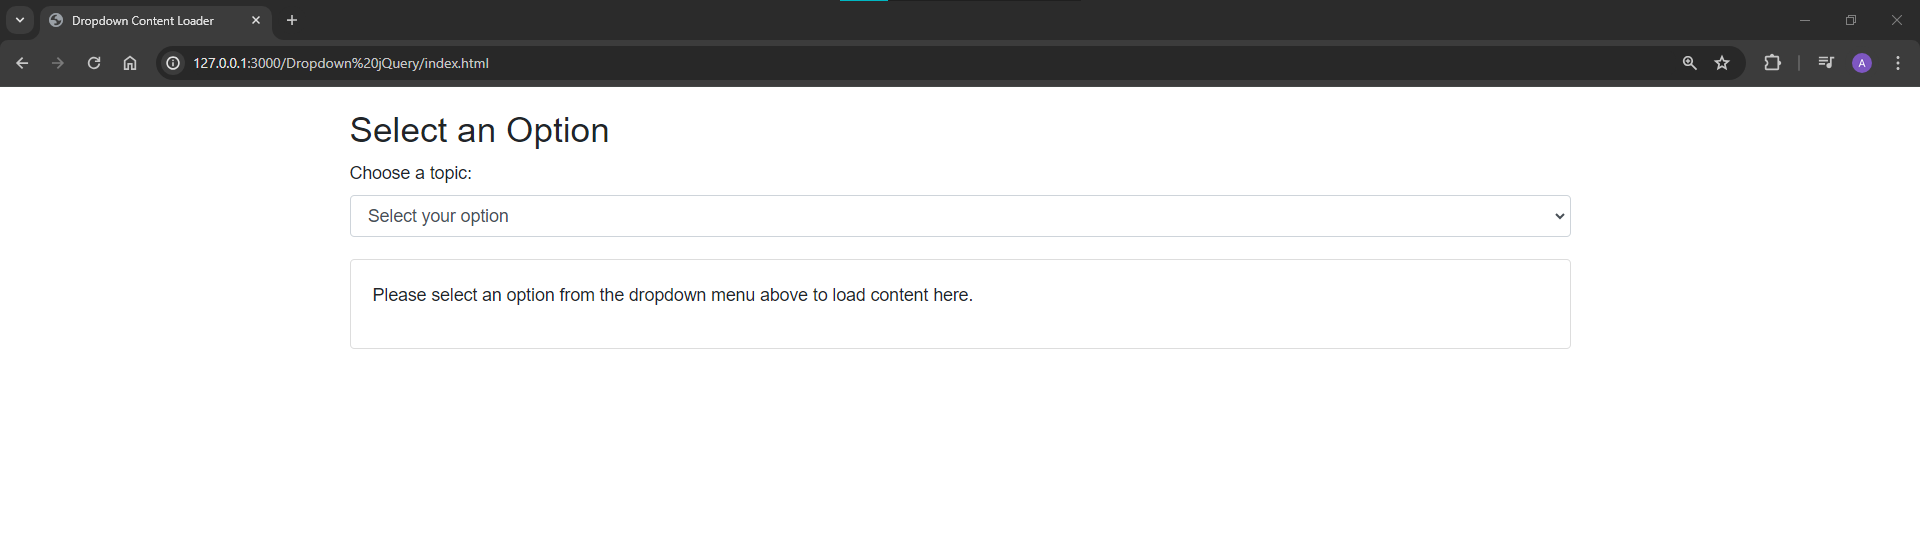 Dropdown Content Loader
127.0.0.1:3000/Dropdown%20jQuery/index.html
A
Select an Option
Choose a topic:
Select your option
Please select an option from the dropdown menu above to load content here.